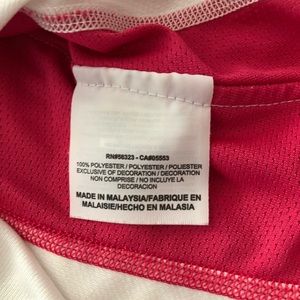 RN#56323 - CA#05553
100% POLYESTER / POLYESTER / POLIESTER
EXCLUSIVE OF DECORATION / DECORATION
NON COMPRISE / NO INCLUYE LA
DECORACION
MADE IN MALAYSIA/FABRIQUE EN
MALAISIE/HECHO EN MALASIA